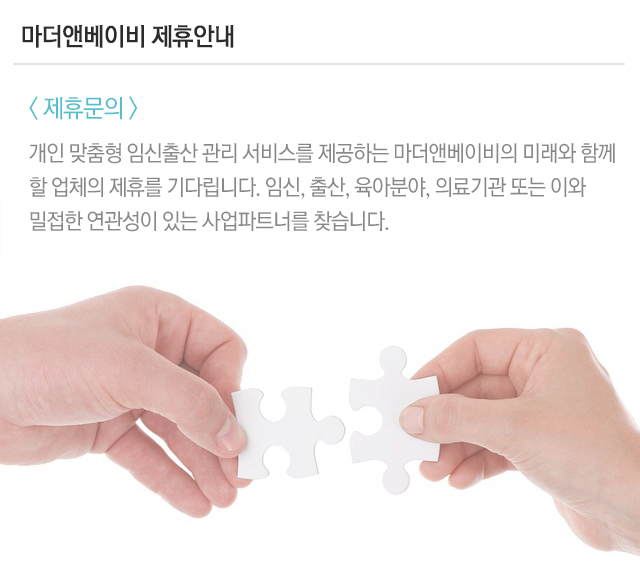 마더앤베이비 제휴안내
〈 제휴문의 〉
개인 맞춤형 임신출산 관리 서비스를 제공하는 마더앤베이비의 미래와 함께
할 업체의 제휴를 기다립니다. 임신, 출산, 육아분야, 의료기관 또는 이와
밀접한 연관성이 있는 사업파트너를 찾습니다.